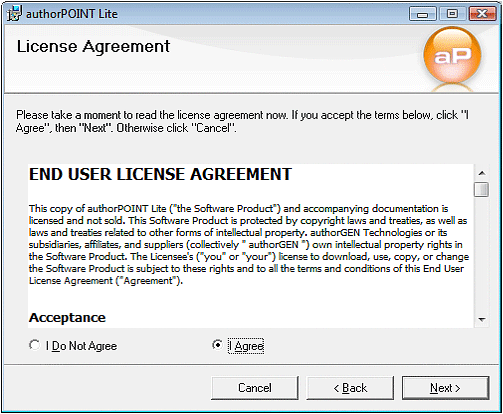 authorPOINT Lite
License Agreement
aP
Please take a moment to read the license agreement now. If you accept the terms below, click "I
Agree", then "Next". Otherwise click "Cancel".
END USER LICENSE AGREEMENT
This copy of authorPOINT Lite ("the Software Product") and accompanying documentation is
licensed and not sold. This Software Product is protected by copyright laws and treaties, as well as
laws and treaties related to other forms of intellectual property. authorGEN Technologies or its
subsidiaries, affiliates, and suppliers (collectively " authorGEN ") own intellectual property rights in
the Software Product. The Licensee's ("you" or "your") license to download, use, copy, or change
the Software Product is subject to these rights and to all the terms and conditions of this End User
License Agreement ("Agreement").
Acceptance
I Do Not Agree
I Agree
Cancel
< Back
Next >